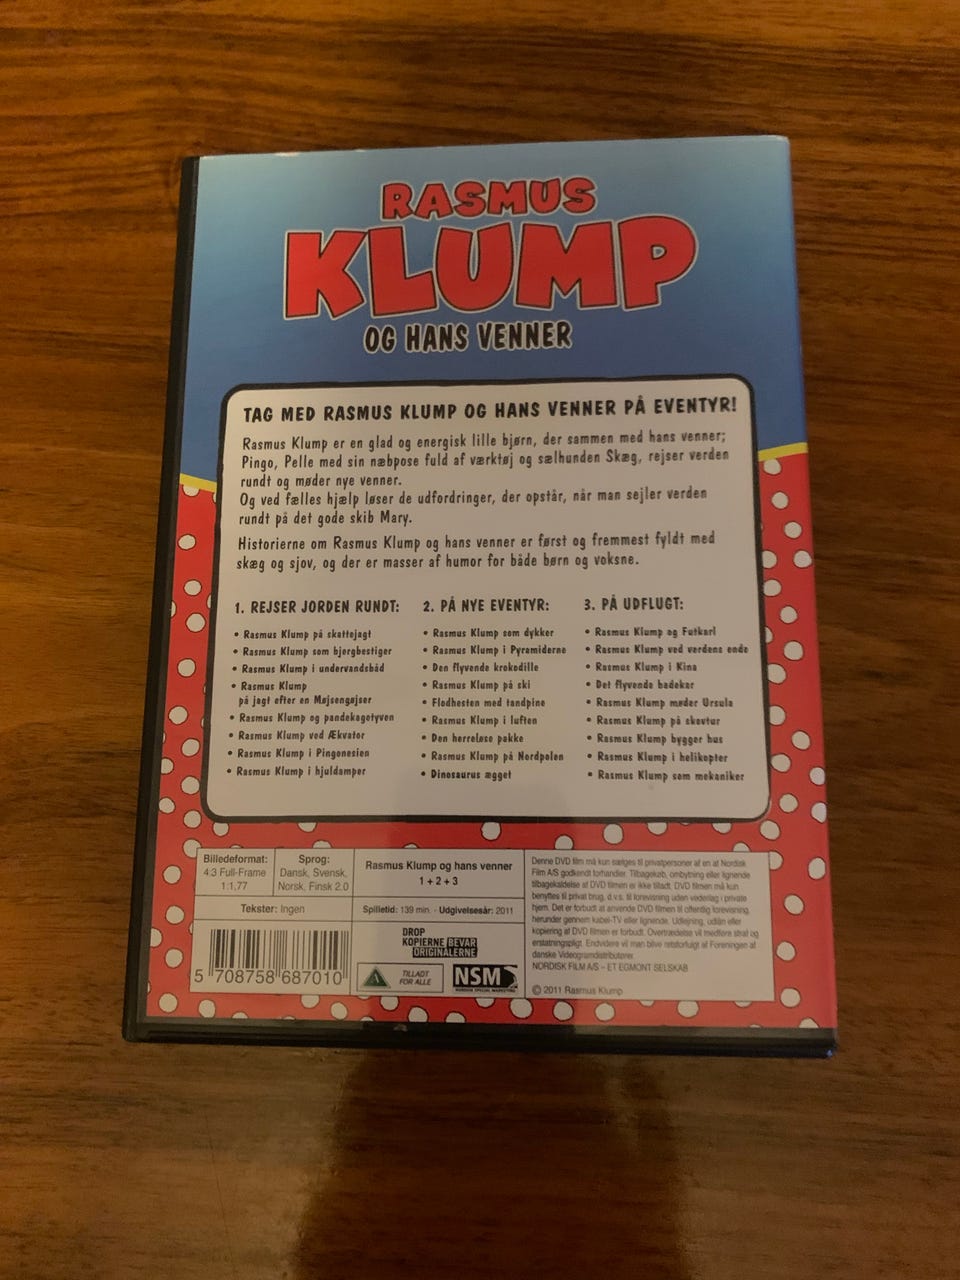 RASMUS
KLUMP
OG HANS VENNER
TAG MED RASMUS KLUMP OG HANS VENNER PÅ EVENTYR!
Rasmus Klump er en glad og energisk lille bjørn, der sammen med hans venner;
Pingo, Pelle med sin næbpose fuld af værktøj og sælhunden Skæg, rejser verden
rundt og møder nye venner.
Og ved fælles hjælp løser de udfordringer, der opstår, når man sejler verden
rundt på det gode skib Mary.
Historierne om Rasmus Klump og hans venner er først og fremmest fyldt med
skæg og sjov, og der er masser af humor for både børn og voksne.
1. REJSER JORDEN RUNDT:
• Rasmus Klump på skattejagt
• Rasmus Klump som bjergbestiger
• Rasmus Klump i undervandsbåd
• Rasmus Klump
på jagt efter en Møjsengøjser
• Rasmus Klump og pandekagetyven
• Rasmus Klump ved Ækvator
• Rasmus Klump i Pingonesien
• Rasmus Klump i hjuldamper
2. PÅ NYE EVENTYR:
• Rasmus Klump som dykker
• Rasmus Klump i Pyramiderne
• Den flyvende krokodille
• Rasmus Klump på ski
• Flodhesten med tandpine
• Rasmus Klump i luften
• Den herreløse pakke
• Rasmus Klump på Nordpolen
• Dinosaurus ægget
3. PÅ UDFLUGT:
• Rasmus Klump og Futkarl
• Rasmus Klump ved verdens ende
• Rasmus Klump i Kina
• Det flyvende badekar
• Rasmus Klump møder Ursula
• Rasmus Klump på skovtur
• Rasmus Klump bygger hus
• Rasmus Klump i helikopter
• Rasmus Klump som mekaniker
Billedeformat:
4:3 Full-Frame
1:1,77
Sprog:
Dansk, Svensk,
Norsk, Finsk 2.0
Tekster: Ingen
5 708758 687010
Rasmus Klump og hans venner
1 + 2 + 3
Spilletid: 139 min. · Udgivelsesår: 2011
DROP
KOPIERNE BEVAR
ORIGINALERNE
TILLADT
FOR ALLE
NSM
NORDISK SPECIAL MARKETING
Denne DVD film må kun sælges til privatpersoner af en at Nordisk
Film A/S godkendt forhandler. Tilbagekøb, ombytning eller lignende
tilbagekaldelse af DVD filmen er ikke tilladt. DVD filmen må kun
benyttes til privat brug, d.v.s. til forevisning uden vederlag i private
hjem. Det er forbudt at anvende DVD filmen til offentlig forevisning,
herunder gennem kabel-TV eller lignende. Udlejning, udlån eller
kopiering af DVD filmen er forbudt. Overtrædelse vil medføre straf og
erstatningspligt. Endvidere vil man blive retsforfulgt af Foreningen af
danske Videogramdistributører.
NORDISK FILM A/S – ET EGMONT SELSKAB
© 2011 Rasmus Klump